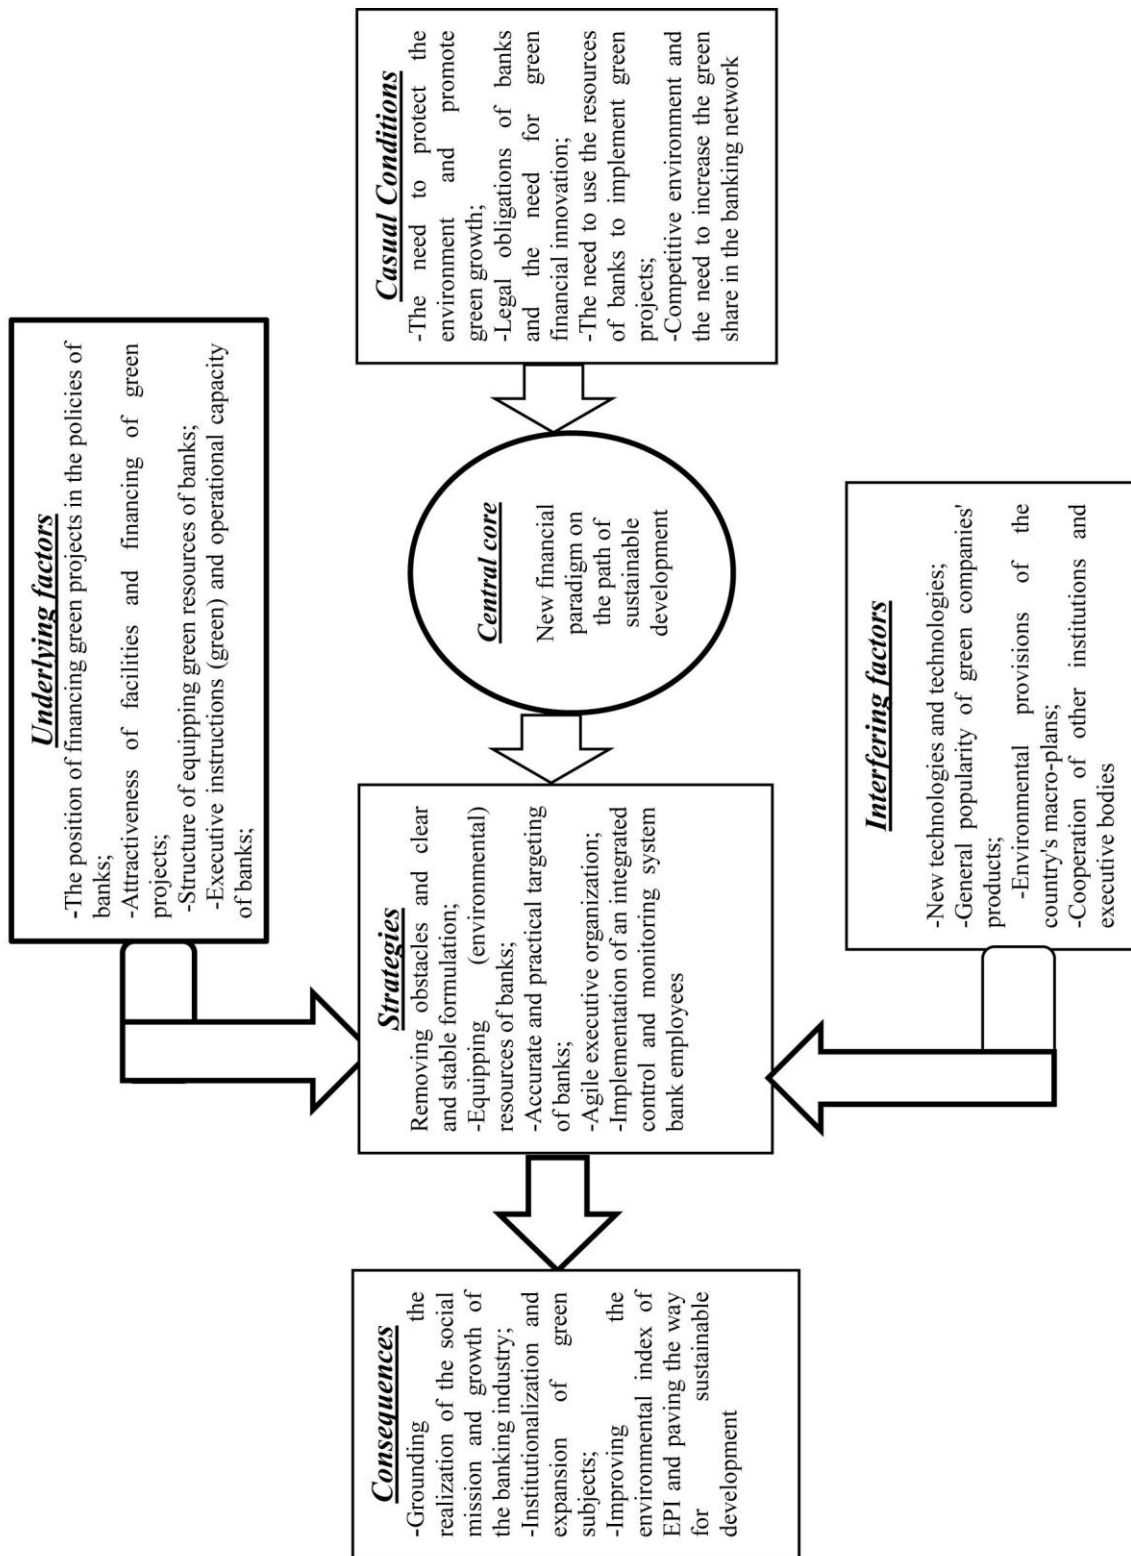 Underlying factors
-The position of financing green projects in the policies of
banks;
-Attractiveness of facilities and financing of green
projects;
-Structure of equipping green resources of banks;
-Executive instructions (green) and operational capacity
of banks;
Consequences
-Grounding the
realization of the social
mission and growth of
the banking industry;
-Institutionalization and
expansion of green
subjects;
-Improving the
environmental index of
EPI and paving the way
for sustainable
development
Strategies
Removing obstacles and clear
and stable formulation;
-Equipping (environmental)
resources of banks;
-Accurate and practical targeting
of banks;
-Agile executive organization;
-Implementation of an integrated
control and monitoring system
bank employees
Central core
New financial
paradigm on
the path of
sustainable
development
Casual Conditions
-The need to protect the
environment and promote
green growth;
-Legal obligations of banks
and the need for green
financial innovation;
-The need to use the resources
of banks to implement green
projects;
-Competitive environment and
the need to increase the green
share in the banking network
Interfering factors
-New technologies and technologies;
-General popularity of green companies'
products;
-Environmental provisions of the
country's macro-plans;
-Cooperation of other institutions and
executive bodies